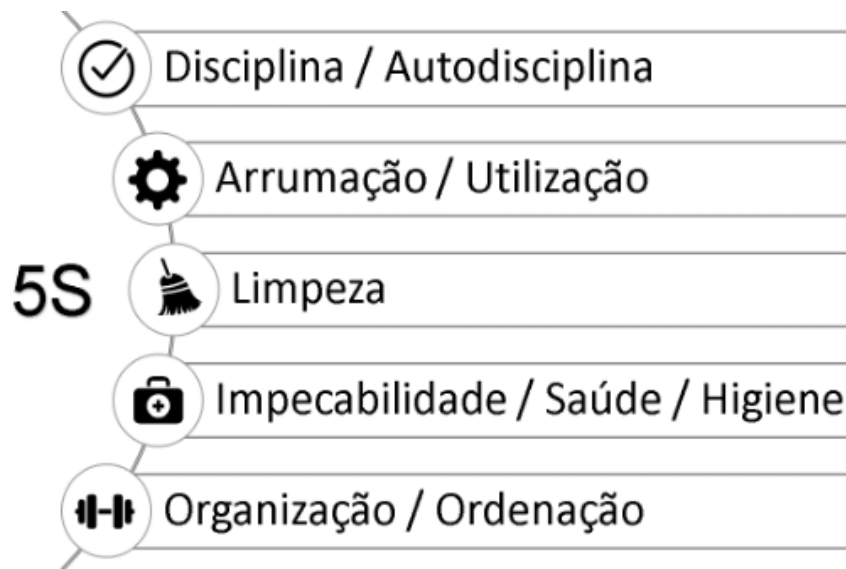 Disciplina / Autodisciplina
Arrumação / Utilização
5S
Limpeza
Impecabilidade / Saúde / Higiene
Organização / Ordenação